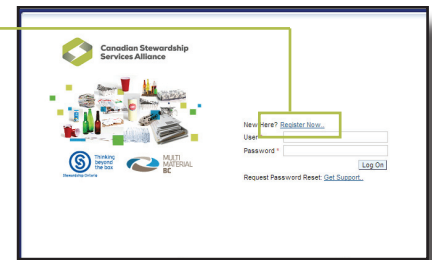 Canadian Stewardship
Services Alliance
New Here? Register Now..
User
Password *
Log On
Request Password Reset: Get Support..
Stewardship Ontario
Thinking
beyond
the box
MULTI
MATERIAL
BC